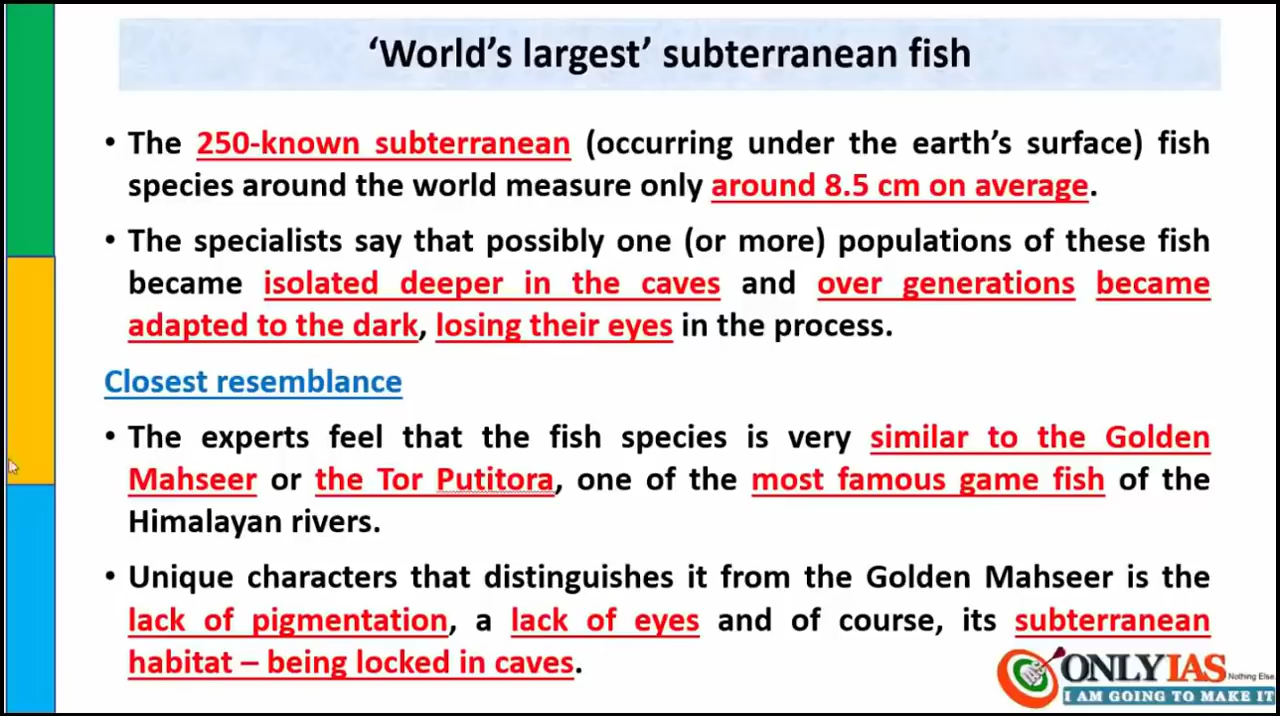 ‘World’s largest’ subterranean fish
• The 250-known subterranean (occurring under the earth’s surface) fish
species around the world measure only around 8.5 cm on average.
• The specialists say that possibly one (or more) populations of these fish
became isolated deeper in the caves and over generations became
adapted to the dark, losing their eyes in the process.
Closest resemblance
• The experts feel that the fish species is very similar to the Golden
Mahseer or the Tor Putitora, one of the most famous game fish of the
Himalayan rivers.
• Unique characters that distinguishes it from the Golden Mahseer is the
lack of pigmentation, a lack of eyes and of course, its subterranean
habitat – being locked in caves.
ONLYIAS
Nothing Else.
I AM GOING TO MAKE IT